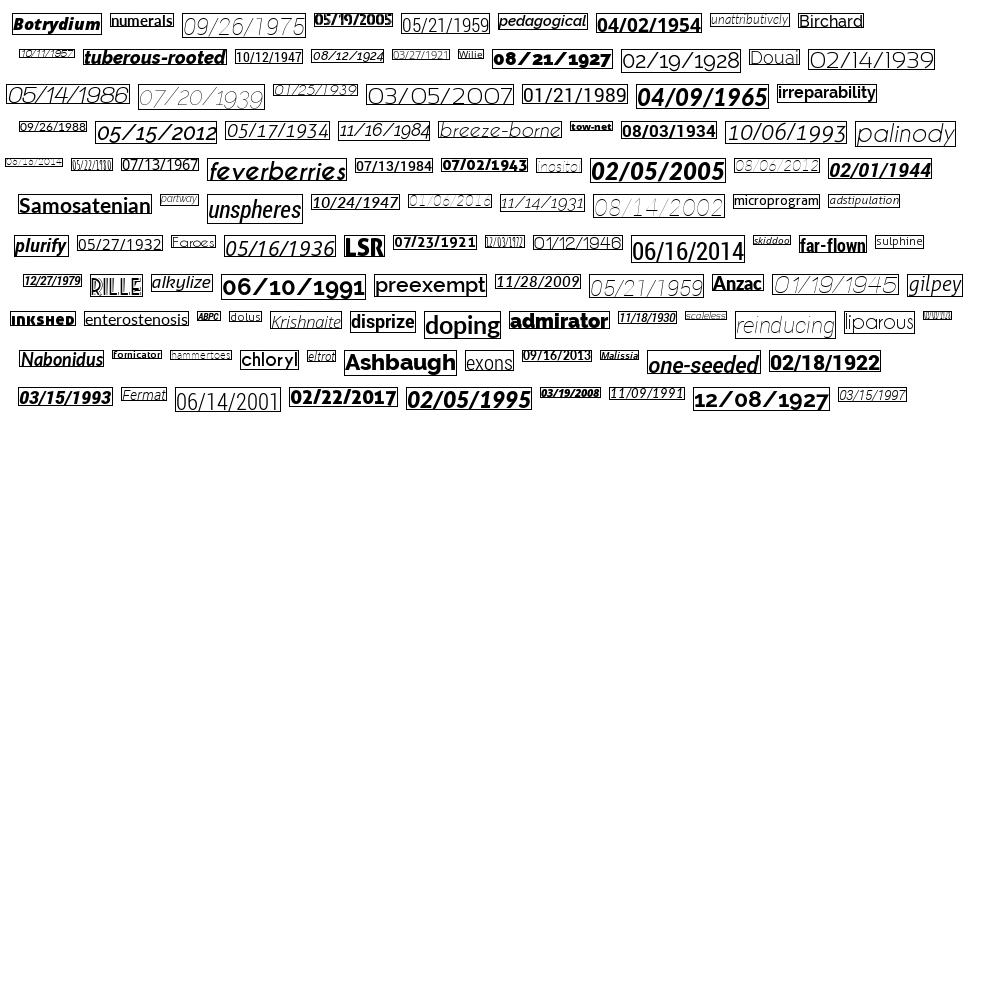 Botrydium numerals 09/26/1975 05/19/2005 05/21/1959 pedagogical 04/02/1954 unattributively Birchard
10/11/1957 tuberous-rooted 10/12/1947 08/12/1924 03/27/1921 Wilie 08/21/1927 02/19/1928 Douai 02/14/1939
05/14/1986 07/20/1939 01/25/1939 03/05/2007 01/21/1989 04/09/1965 irreparability
09/26/1988 05/15/2012 05/17/1934 11/16/1984 breeze-borne tow-net 08/03/1934 10/06/1993 palinody
05/22/1980 07/13/1967 feverberries 07/13/1984 07/02/1943 inosito 02/05/2005 08/06/2012 02/01/1944
Samosatenian partway unspheres 10/24/1947 01/06/2016 11/14/1931 08/14/2002 microprogram adstipulation
plurify 05/27/1932 Faroes 05/16/1936 LSR 07/23/1921 01/12/1946 06/16/2014 skiddoo far-flown sulphine
12/27/1979 RILLE alkylize 06/10/1991 preexempt 11/28/2009 05/21/1959 Anzac 01/19/1945 gilpey
INKSHED enterostenosis ABPC dolus Krishnaite disprize doping admirator 11/18/1930 scaleless reinducing liparous
Nabonidus fornicator hammertoes chloryl eltrot Ashbaugh exons 09/16/2013 Malissia one-seeded 02/18/1922
03/15/1993 Fermat 06/14/2001 02/22/2017 02/05/1995 03/19/2008 11/09/1991 12/08/1927 03/15/1997